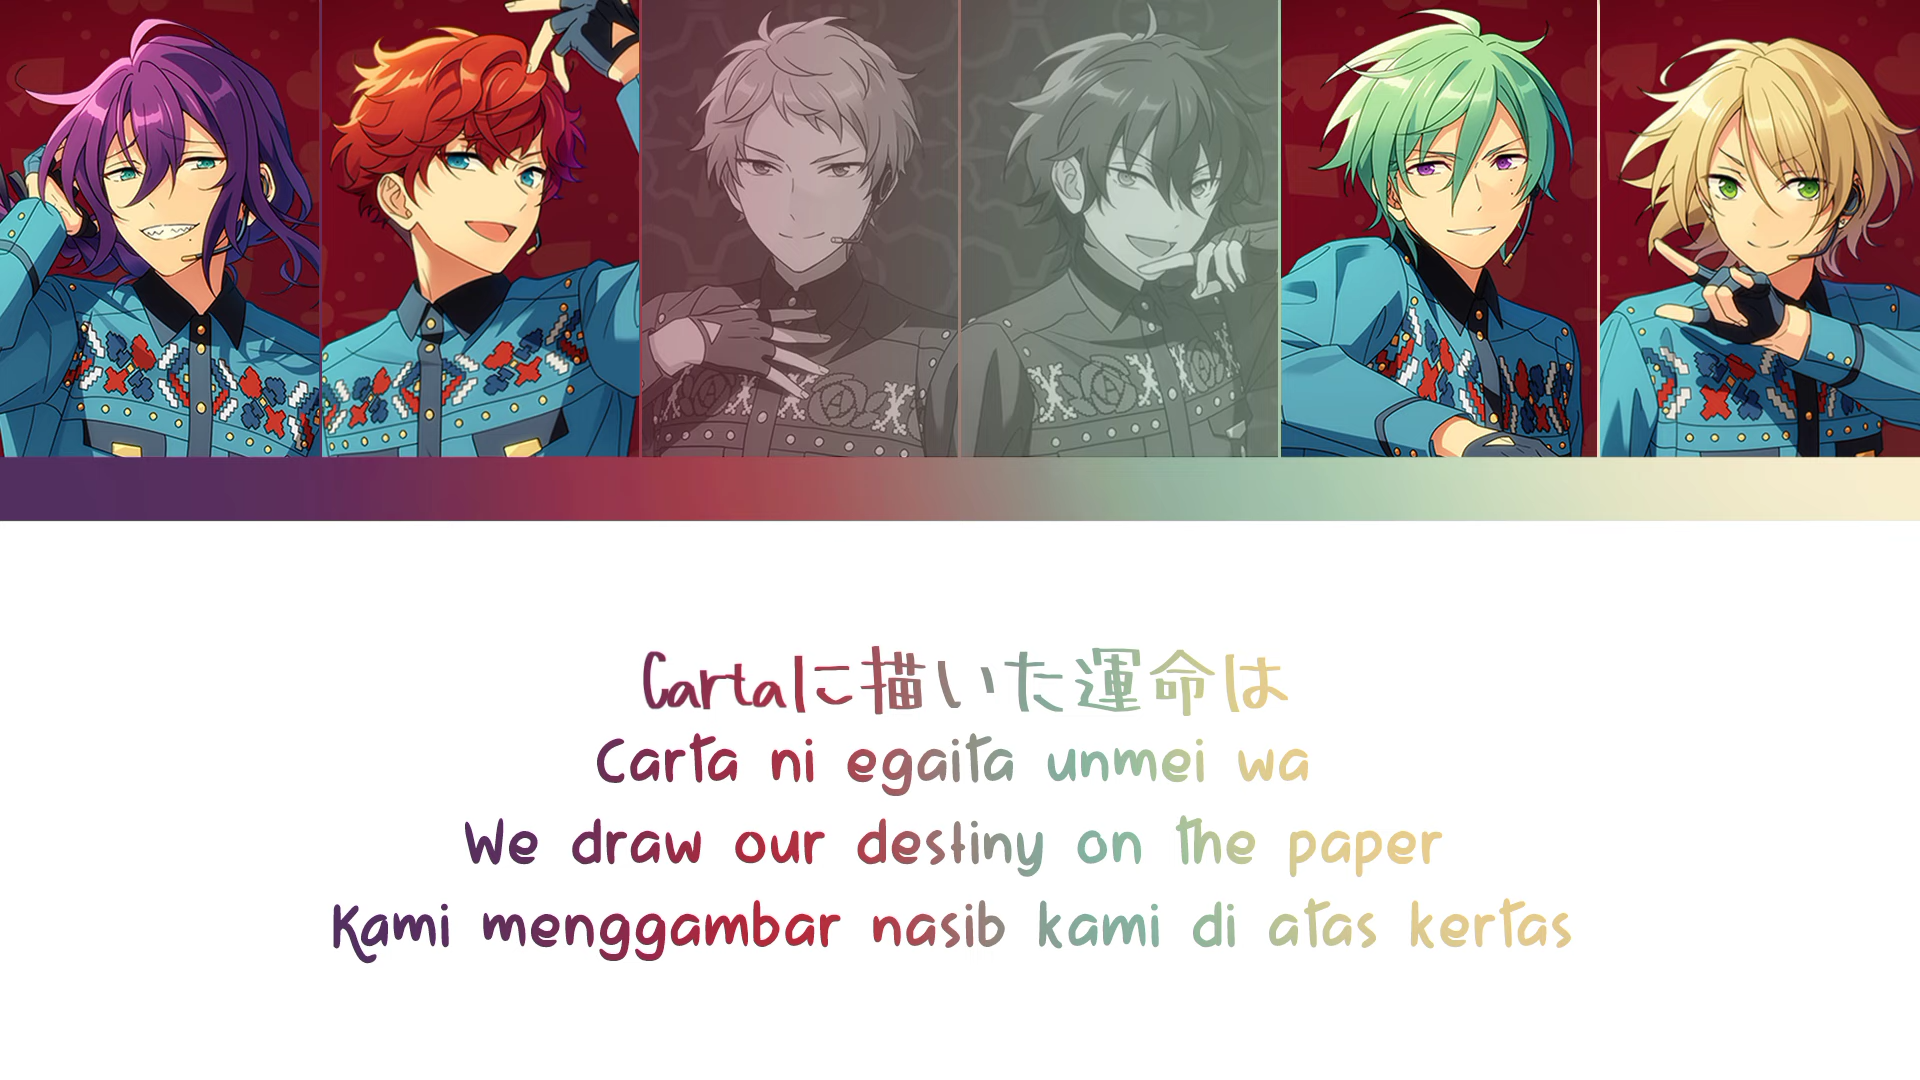 Cartaに描いた運命は
Carta ni egaita unmei wa
We draw our destiny on the paper
Kami menggambar nasib kami di atas kertas